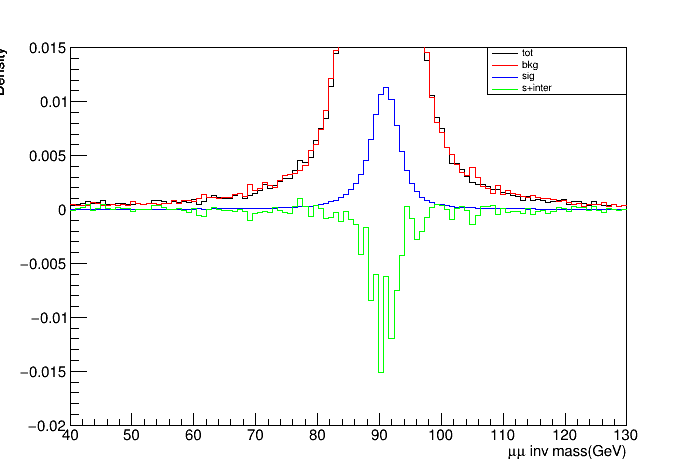 Density
0.015
0.01
0.005
0
−0.005
−0.01
−0.015
−0.02
tot
bkg
sig
s+inter
40 50 60 70 80 90 100 110 120 130
μμ inv mass(GeV)